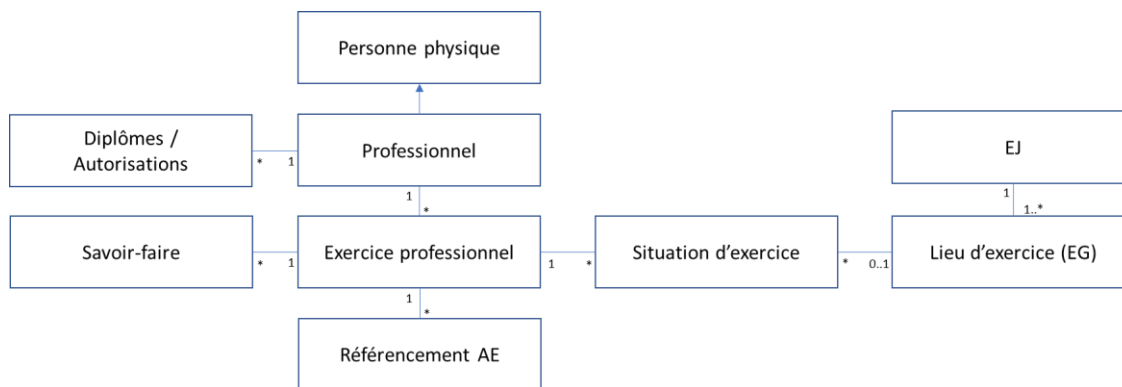 Personne physique
Diplômes /
Autorisations
* 1
Professionnel
EJ
1
*
1
1..*
Savoir-faire
* 1
Exercice professionnel
1 *
Situation d’exercice
* 0..1
Lieu d’exercice (EG)
1
*
Référencement AE